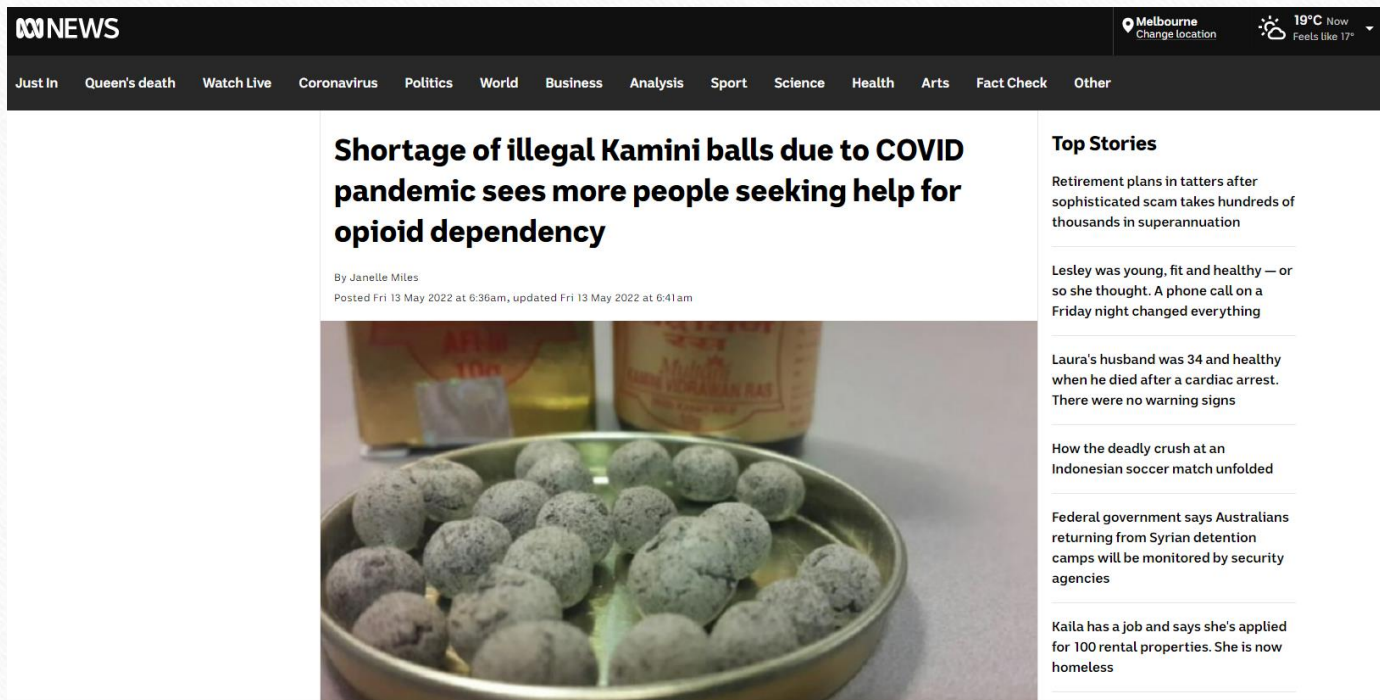 NEWS
Melbourne
Change location
19°C Now
Feels like 17°
Just In Queen's death Watch Live Coronavirus Politics World Business Analysis Sport Science Health Arts Fact Check Other
Shortage of illegal Kamini balls due to COVID
pandemic sees more people seeking help for
opioid dependency
By Janelle Miles
Posted Fri 13 May 2022 at 6:36am, updated Fri 13 May 2022 at 6:41am
Multani
KAMINI VIDRAWAN RAS
Top Stories
Retirement plans in tatters after
sophisticated scam takes hundreds of
thousands in superannuation
Lesley was young, fit and healthy — or
so she thought. A phone call on a
Friday night changed everything
Laura's husband was 34 and healthy
when he died after a cardiac arrest.
There were no warning signs
How the deadly crush at an
Indonesian soccer match unfolded
Federal government says Australians
returning from Syrian detention
camps will be monitored by security
agencies
Kaila has a job and says she's applied
for 100 rental properties. She is now
homeless